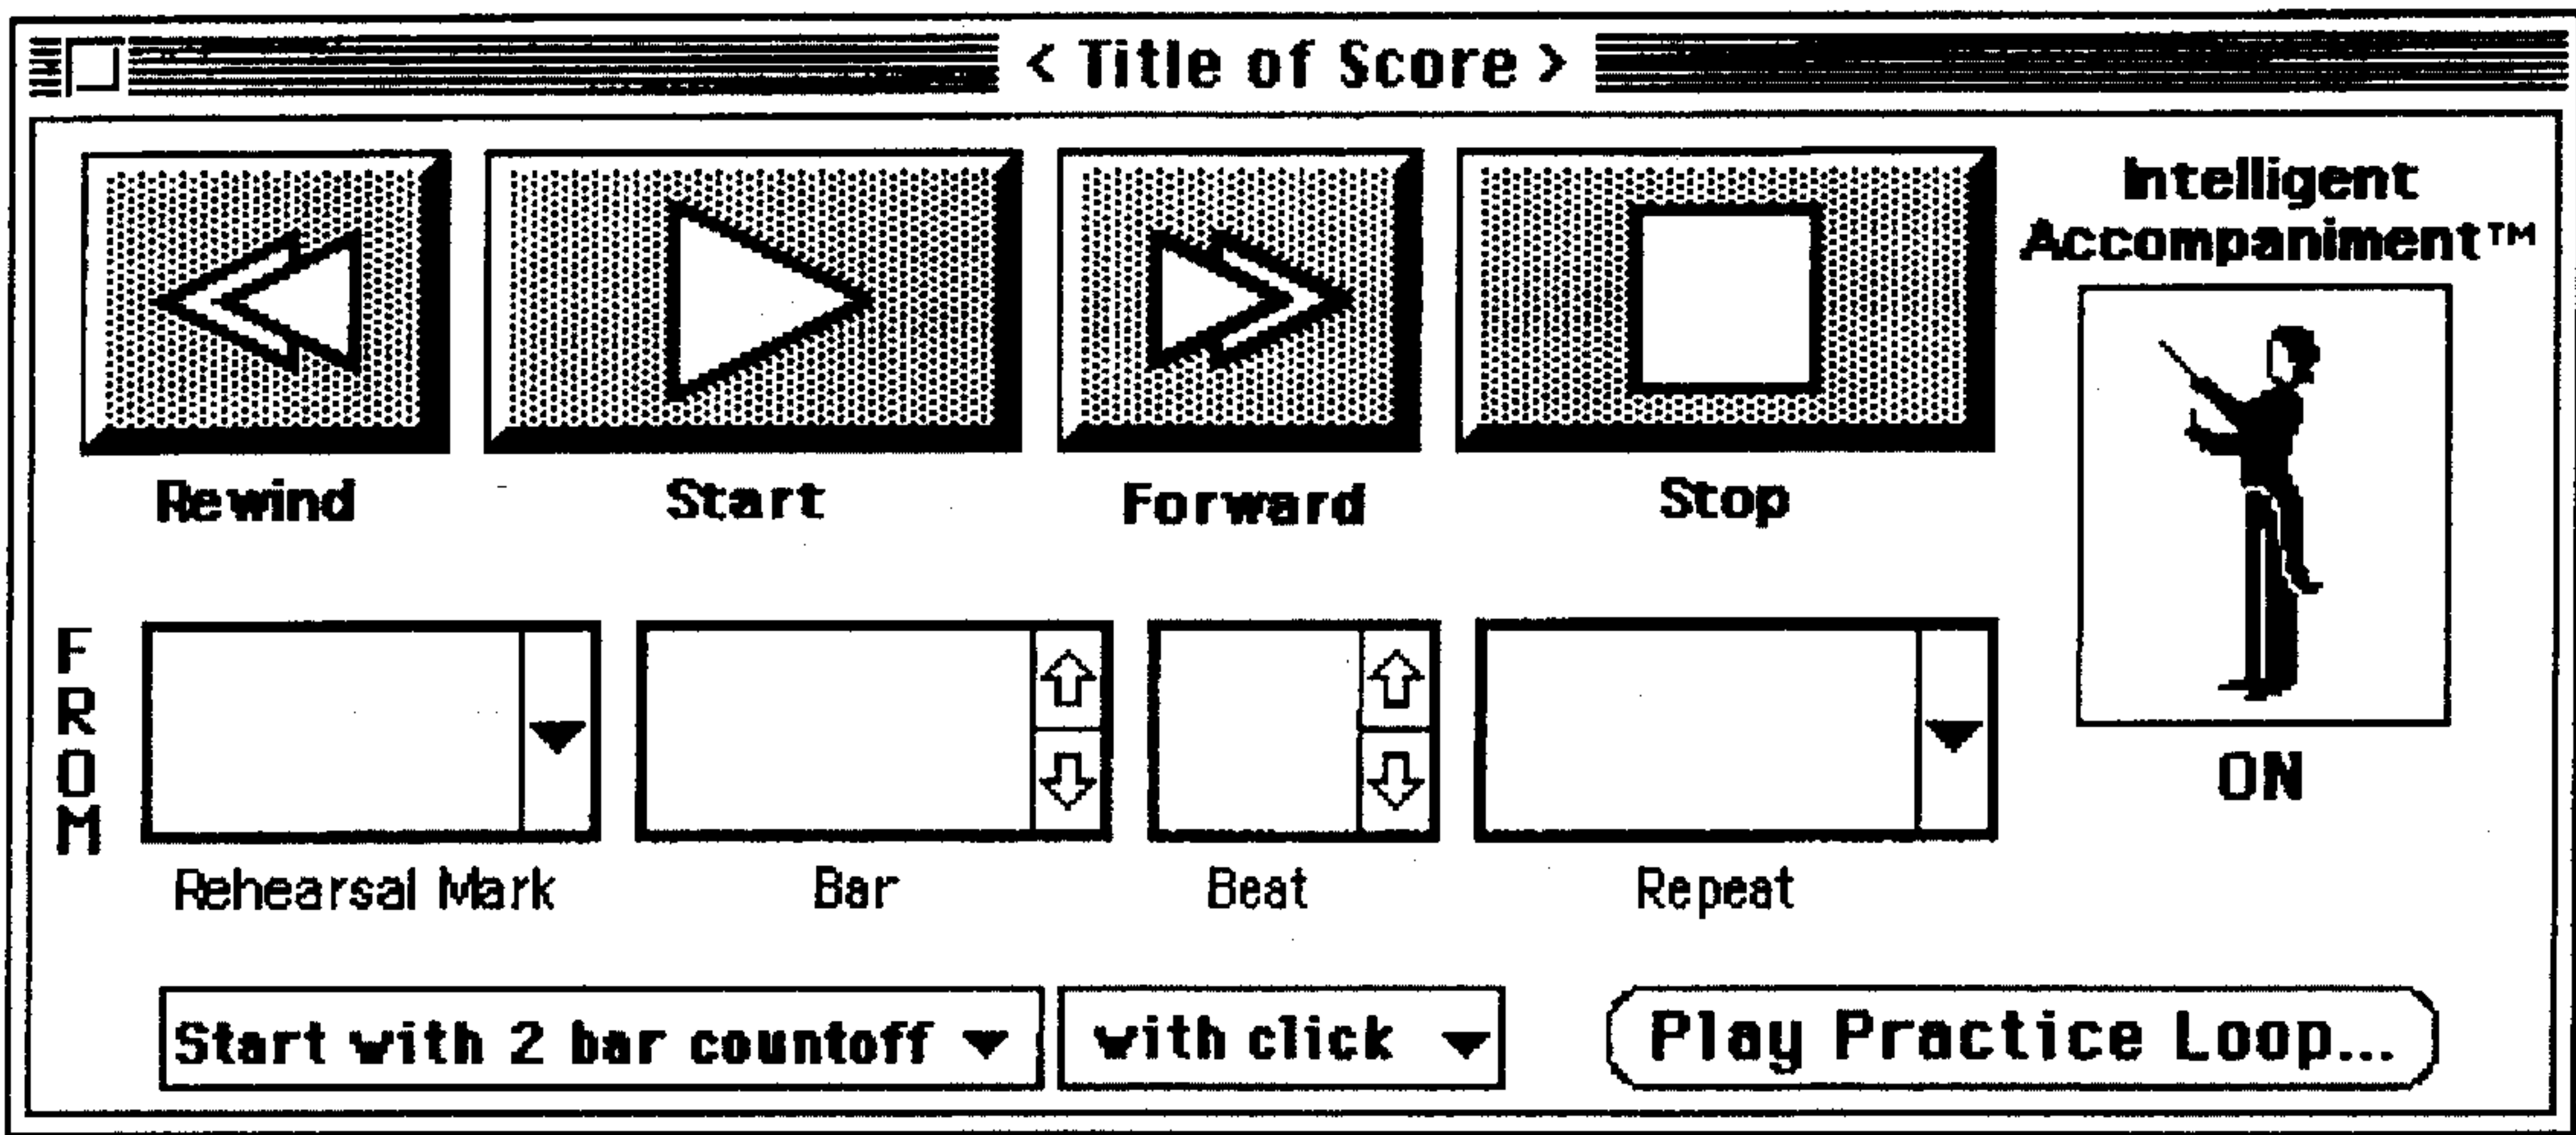 < Title of Score >
Intelligent
Accompaniment™
Rewind
Start
Forward
Stop
FROM
ON
Rehearsal Mark
Bar
Beat
Repeat
Start with 2 bar countoff
with click
Play Practice Loop...